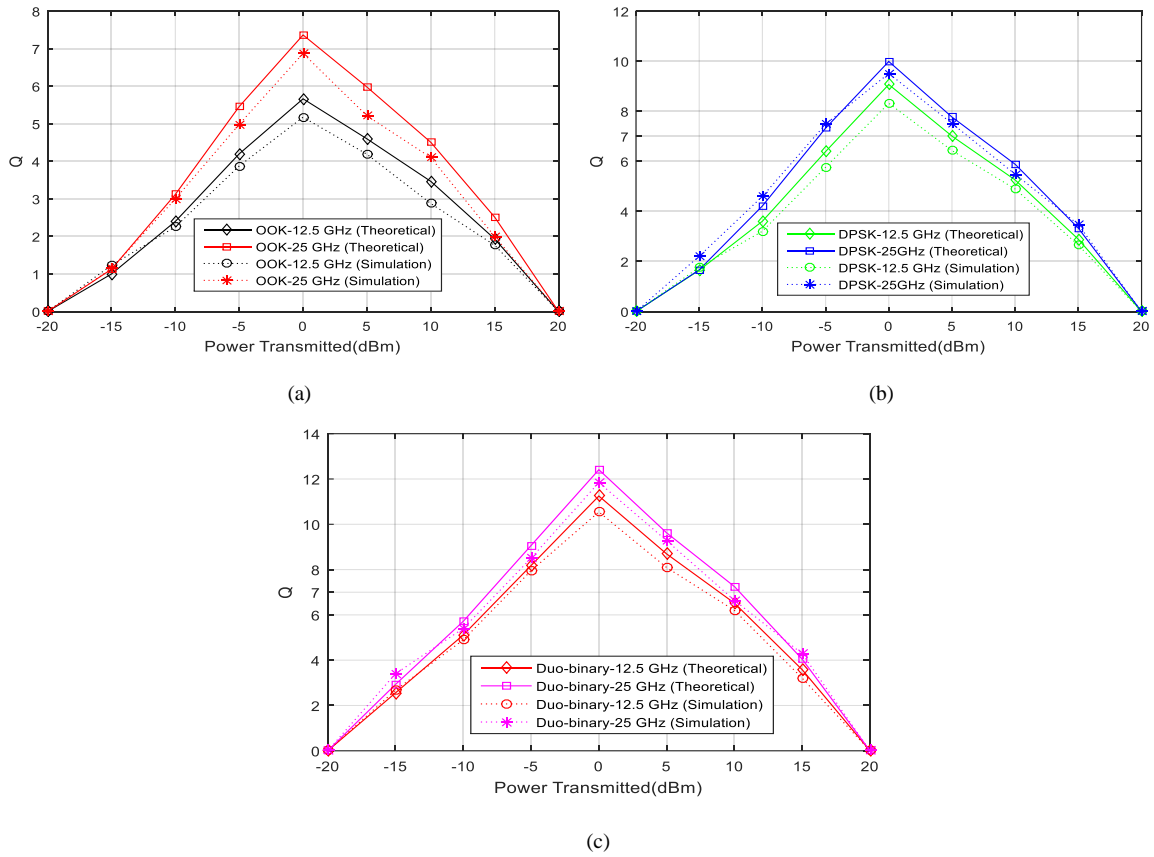 8
7
6
5
4
3
2
1
0
Q
-20 -15 -10 -5 0 5 10 15 20
Power Transmitted(dBm)
OOK-12.5 GHz (Theoretical)
OOK-25 GHz (Theoretical)
OOK-12.5 GHz (Simulation)
OOK-25 GHz (Simulation)
(a)
12
10
8
7
6
4
2
0
Q
-20 -15 -10 -5 0 5 10 15 20
Power Transmitted(dBm)
DPSK-12.5 GHz (Theoretical)
DPSK-25GHz (Theoretical)
DPSK-12.5 GHz (Simulation)
DPSK-25GHz (Simulation)
(b)
14
12
10
8
7
6
4
2
0
Q
-20 -15 -10 -5 0 5 10 15 20
Power Transmitted(dBm)
Duo-binary-12.5 GHz (Theoretical)
Duo-binary-25 GHz (Theoretical)
Duo-binary-12.5 GHz (Simulation)
Duo-binary-25 GHz (Simulation)
(c)